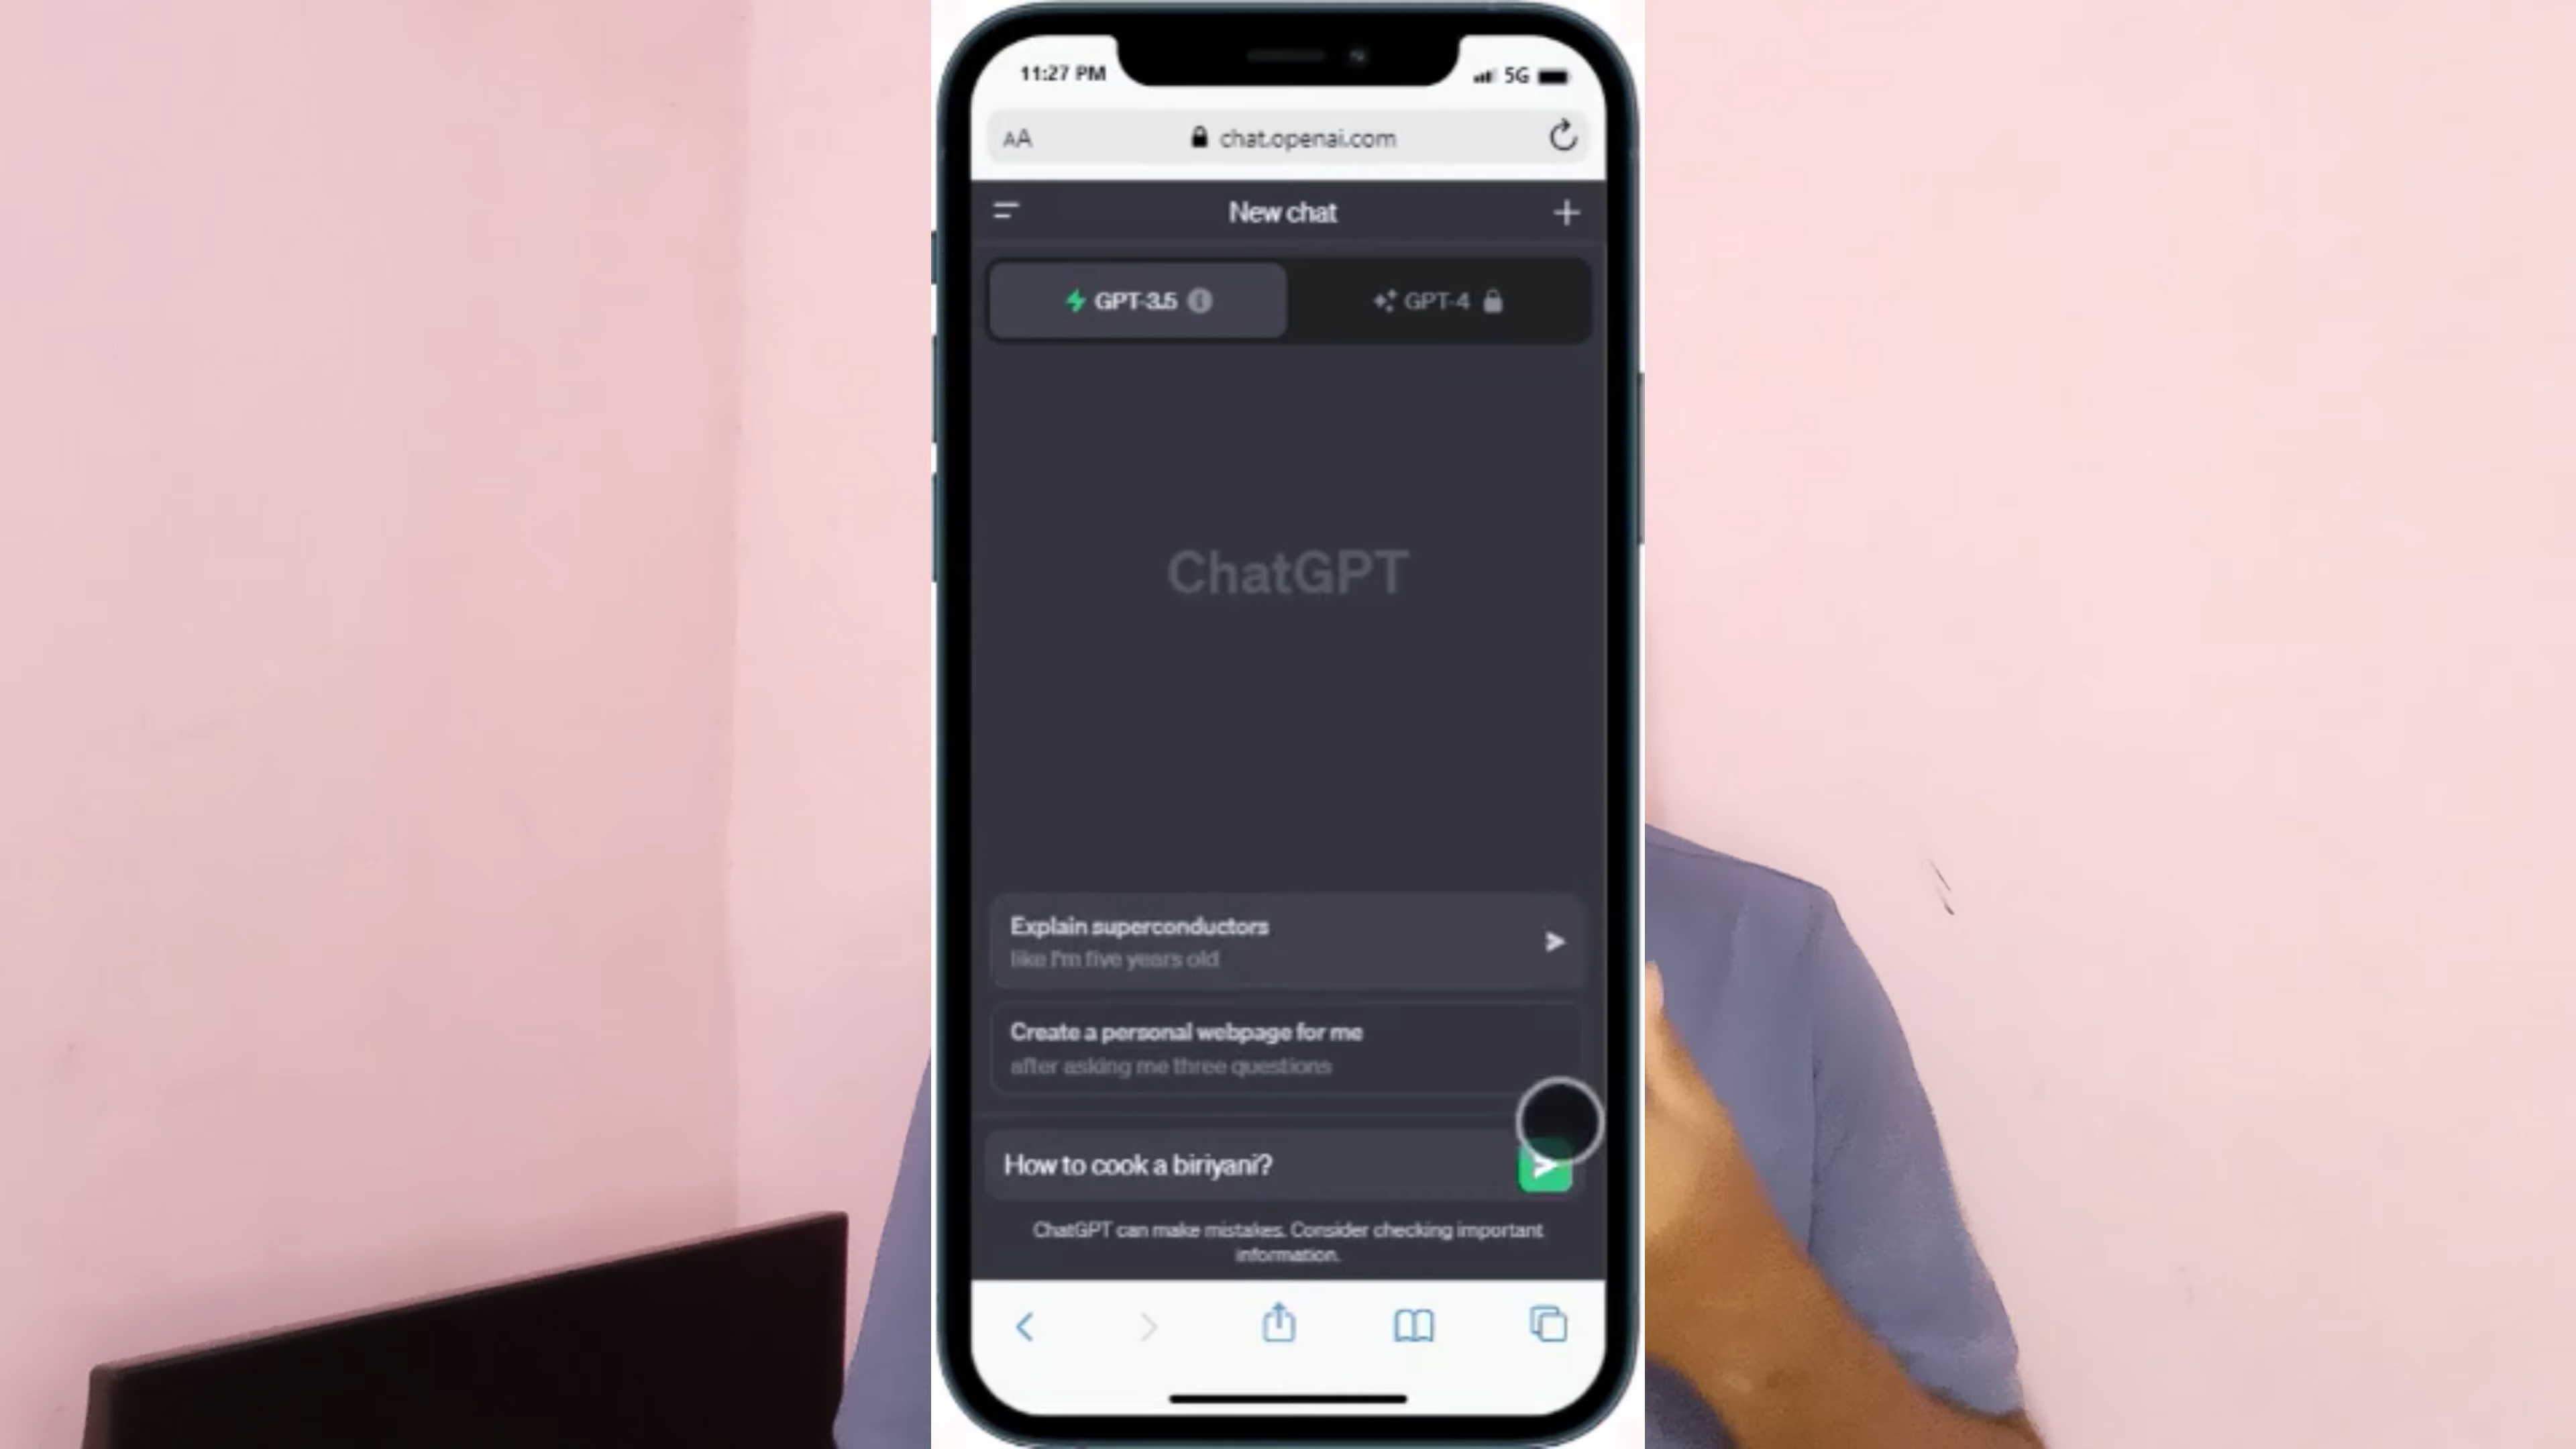 11:27 PM
5G
AA
chat.openai.com
New chat
GPT-3.5
GPT-4
ChatGPT
Explain superconductors
like I'm five years old
Create a personal webpage for me
after asking me three questions
How to cook a biriyani?
ChatGPT can make mistakes. Consider checking important
information.